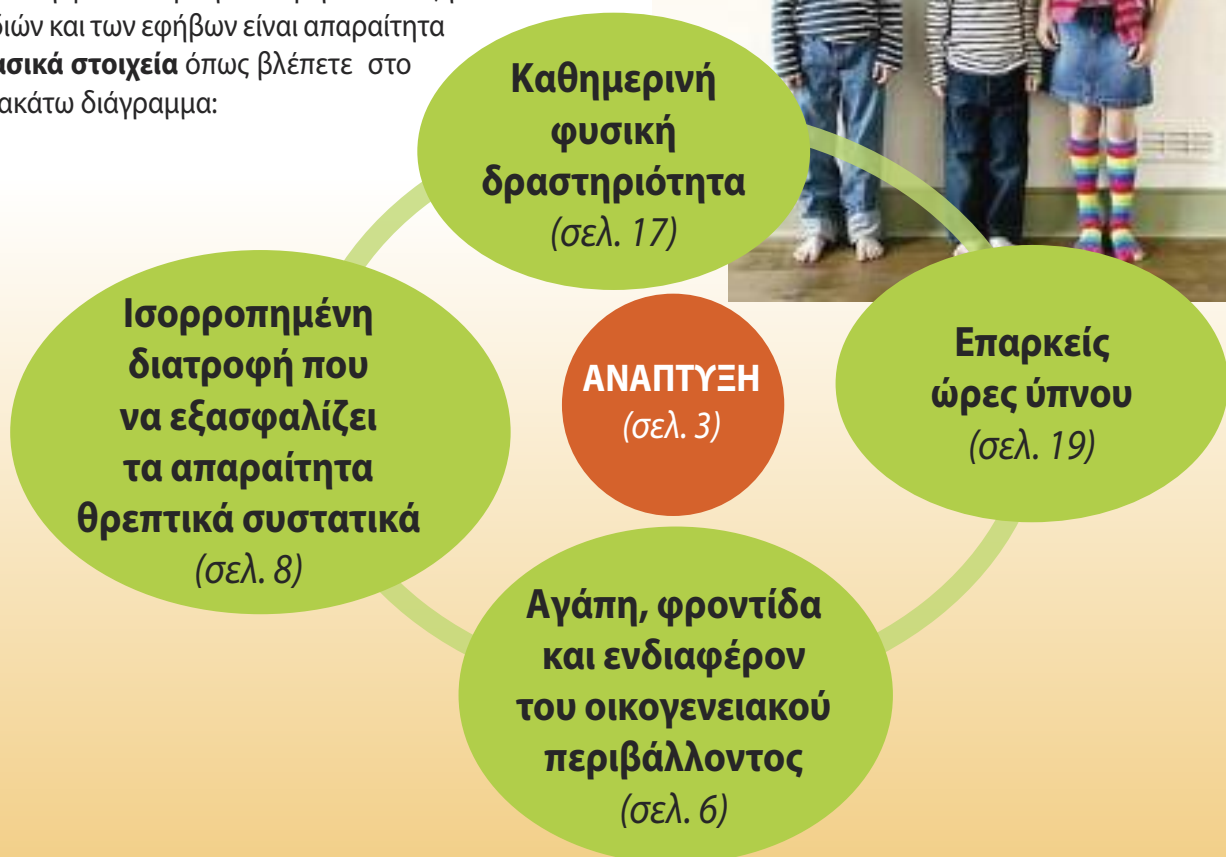 διών και των εφήβων είναι απαραίτητα
ασικά στοιχεία όπως βλέπετε στο
ακάτω διάγραμμα:
Καθημερινή
φυσική
δραστηριότητα
(σελ. 17)
Ισορροπημένη
διατροφή που
να εξασφαλίζει
τα απαραίτητα
θρεπτικά συστατικά
(σελ. 8)
ΑΝΑΠΤΥΞΗ
(σελ. 3)
Επαρκείς
ώρες ύπνου
(σελ. 19)
Αγάπη, φροντίδα
και ενδιαφέρον
του οικογενειακού
περιβάλλοντος
(σελ. 6)